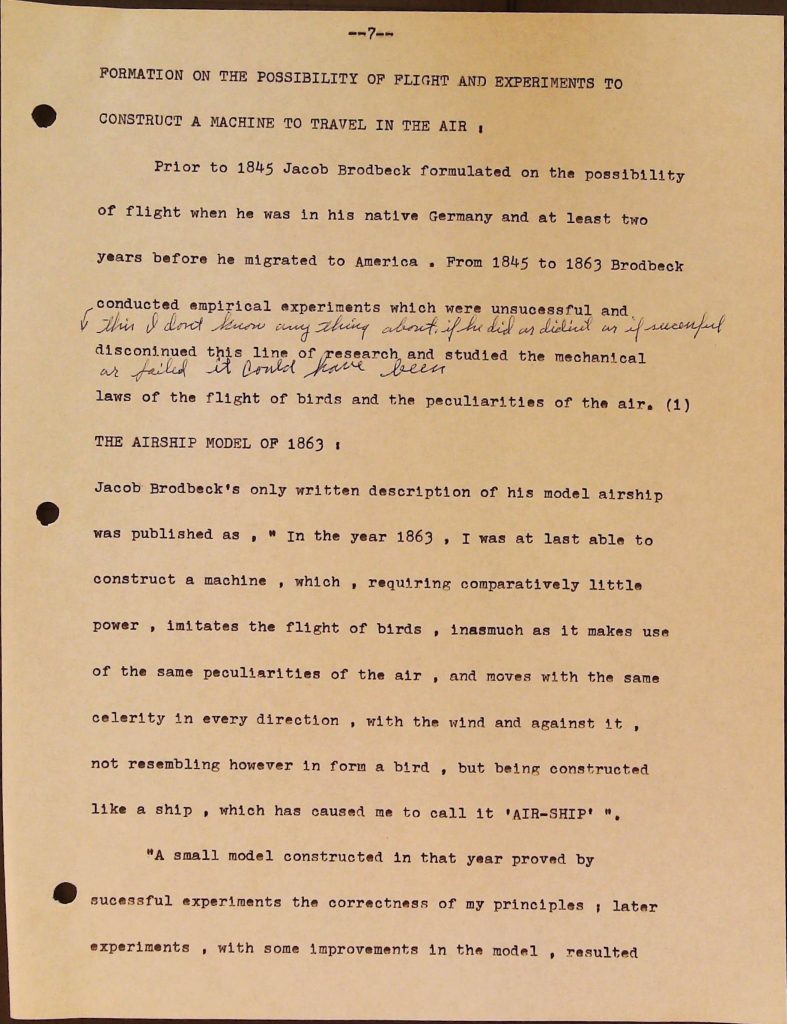 --7--
FORMATION ON THE POSSIBILITY OF FLIGHT AND EXPERIMENTS TO
CONSTRUCT A MACHINE TO TRAVEL IN THE AIR :
Prior to 1845 Jacob Brodbeck formulated on the possibility
of flight when he was in his native Germany and at least two
years before he migrated to America . From 1845 to 1863 Brodbeck
conducted empirical experiments which were unsucessful and
this I don't know any thing about, if he did or didint or if sucessful
disconinued this line of research and studied the mechanical
or failed it could have been
laws of the flight of birds and the peculiarities of the air. (1)
THE AIRSHIP MODEL OF 1863 :
Jacob Brodbeck's only written description of his model airship
was published as , " In the year 1863 , I was at last able to
construct a machine , which , requiring comparatively little
power , imitates the flight of birds , inasmuch as it makes use
of the same peculiarities of the air , and moves with the same
celerity in every direction , with the wind and against it ,
not resembling however in form a bird , but being constructed
like a ship , which has caused me to call it 'AIR-SHIP' ".
"A small model constructed in that year proved by
sucessful experiments the correctness of my principles ; later
experiments , with some improvements in the model , resulted